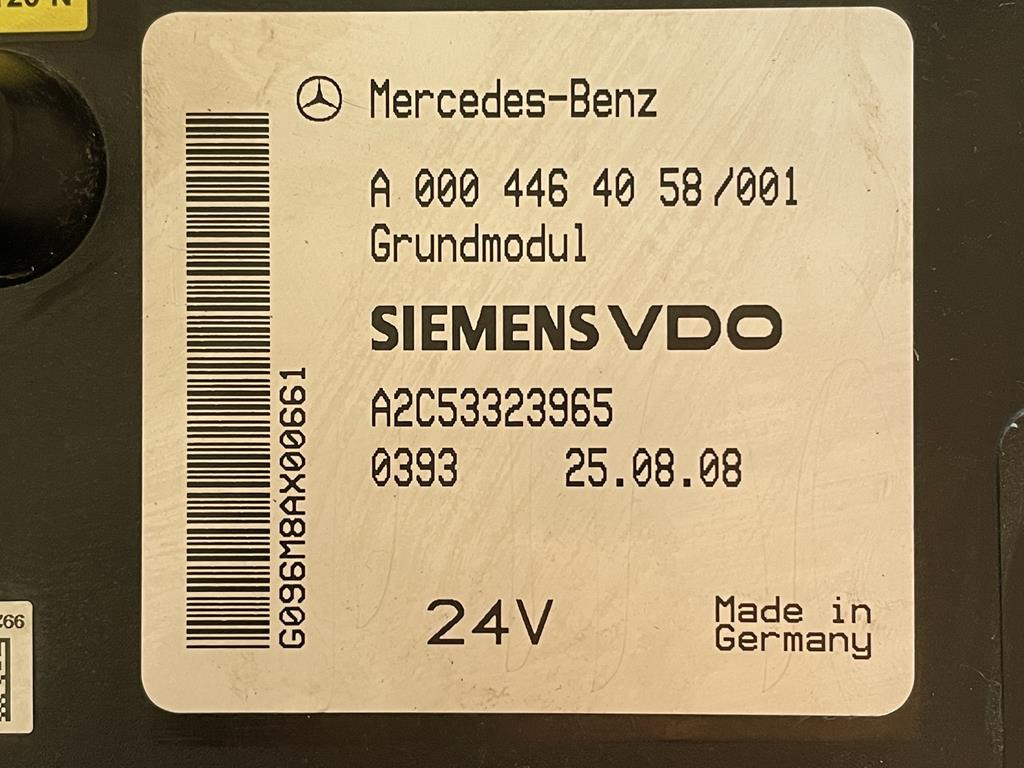 Mercedes-Benz
A 000 446 40 58/001
Grundmodul
SIEMENS VDO
A2C53323965
0393 25.08.08
24V
Made in
Germany
G096M8AX00661